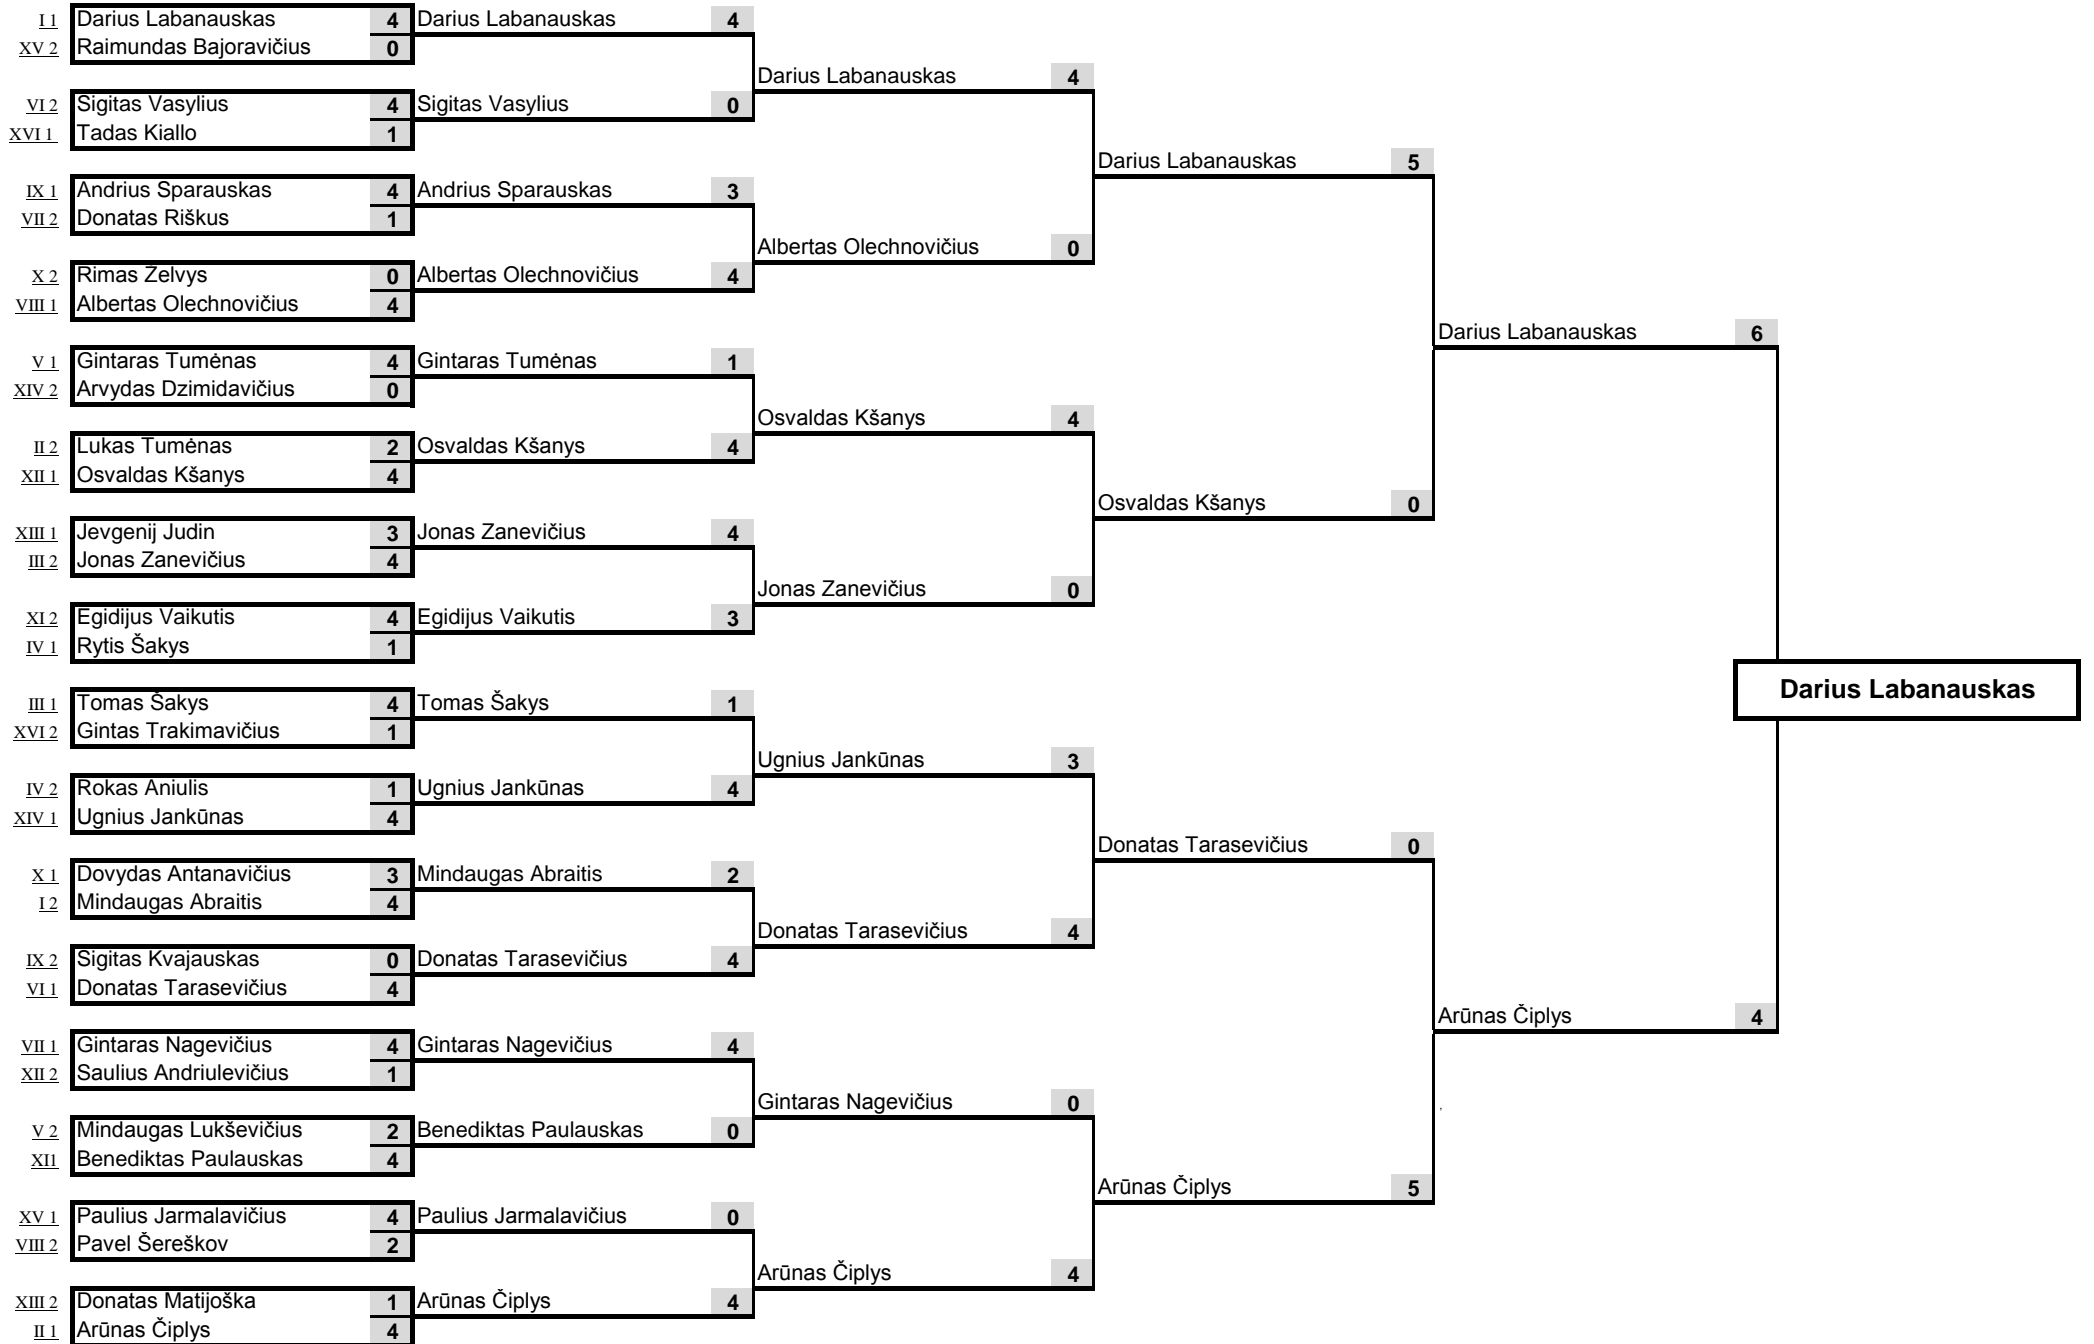 I 1 Darius Labanauskas 4 Darius Labanauskas 4
XV 2 Raimundas Bajoravičius 0
Darius Labanauskas 4
VI 2 Sigitas Vasylius 4 Sigitas Vasylius 0
XVI 1 Tadas Kiallo 1
Darius Labanauskas 5
IX 1 Andrius Sparauskas 4 Andrius Sparauskas 3
VII 2 Donatas Riškus 1
Albertas Olechnovičius 0
X 2 Rimas Želvys 0 Albertas Olechnovičius 4
VIII 1 Albertas Olechnovičius 4
Darius Labanauskas 6
V 1 Gintaras Tumėnas 4 Gintaras Tumėnas 1
XIV 2 Arvydas Dzimidavičius 0
Osvaldas Kšanys 4
II 2 Lukas Tumėnas 2 Osvaldas Kšanys 4
XII 1 Osvaldas Kšanys 4
Osvaldas Kšanys 0
XIII 1 Jevgenij Judin 3 Jonas Zanevičius 4
III 2 Jonas Zanevičius 4
Jonas Zanevičius 0
XI 2 Egidijus Vaikutis 4 Egidijus Vaikutis 3
IV 1 Rytis Šakys 1
Darius Labanauskas
III 1 Tomas Šakys 4 Tomas Šakys 1
XVI 2 Gintas Trakimavičius 1
Ugnius Jankūnas 3
IV 2 Rokas Aniulis 1 Ugnius Jankūnas 4
XIV 1 Ugnius Jankūnas 4
Donatas Tarasevičius 0
X 1 Dovydas Antanavičius 3 Mindaugas Abraitis 2
I 2 Mindaugas Abraitis 4
Donatas Tarasevičius 4
IX 2 Sigitas Kvajauskas 0 Donatas Tarasevičius 4
VI 1 Donatas Tarasevičius 4
Arūnas Čiplys 4
VII 1 Gintaras Nagevičius 4 Gintaras Nagevičius 4
XII 2 Saulius Andriulevičius 1
Gintaras Nagevičius 0
V 2 Mindaugas Lukševičius 2 Benediktas Paulauskas 0
XI1 Benediktas Paulauskas 4
Arūnas Čiplys 5
XV 1 Paulius Jarmalavičius 4 Paulius Jarmalavičius 0
VIII 2 Pavel Šereškov 2
Arūnas Čiplys 4
XIII 2 Donatas Matijoška 1 Arūnas Čiplys 4
II 1 Arūnas Čiplys 4